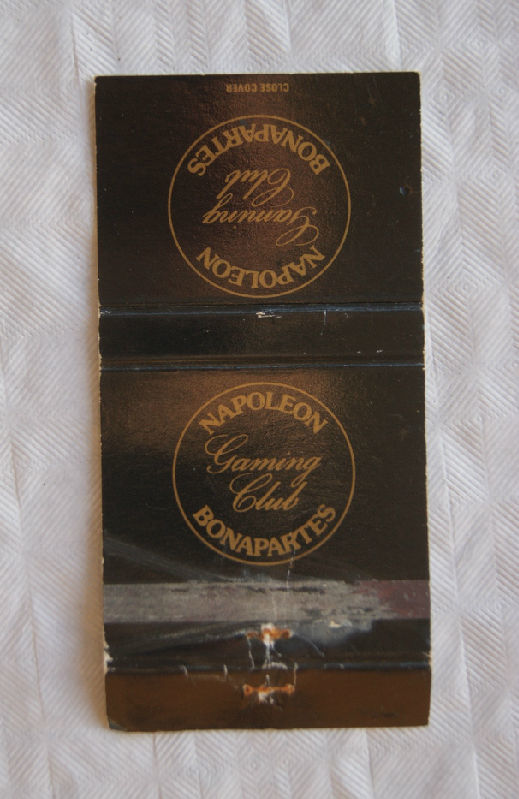 CLOSE COVER
NAPOLEON
Gaming
Club
BONAPARTES
NAPOLEON
Gaming
Club
BONAPARTES